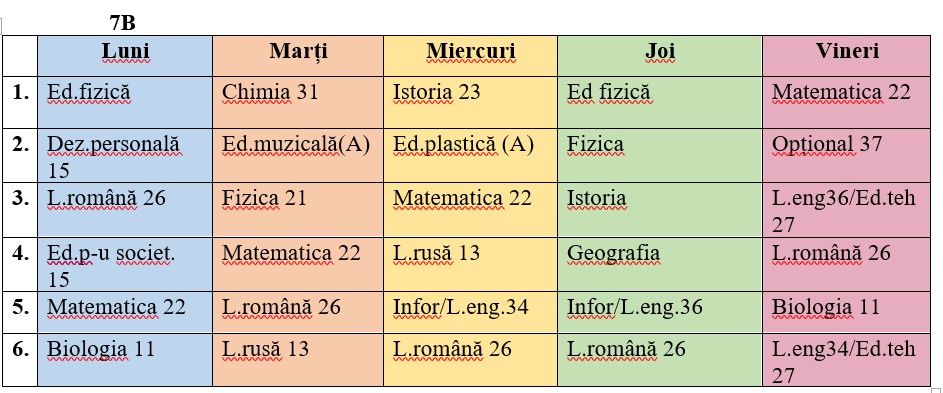 7B
Luni Marți Miercuri Joi Vineri
1. Ed.fizică Chimia 31 Istoria 23 Ed fizică Matematica 22
2. Dez.personală 15 Ed.muzicală(A) Ed.plastică (A) Fizica Opțional 37
3. L.română 26 Fizica 21 Matematica 22 Istoria L.eng36/Ed.teh 27
4. Ed.p-u societ. 15 Matematica 22 L.rusă 13 Geografia L.română 26
5. Matematica 22 L.română 26 Infor/L.eng.34 Infor/L.eng.36 Biologia 11
6. Biologia 11 L.rusă 13 L.română 26 L.română 26 L.eng34/Ed.teh 27